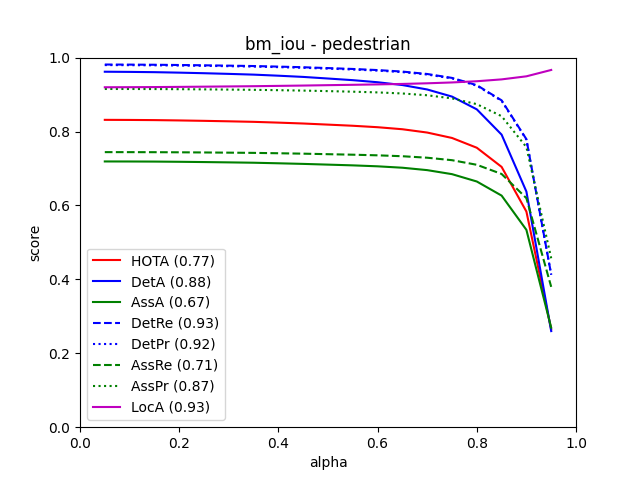 bm_iou - pedestrian
1.0
0.8
0.6
0.4
0.2
0.0
score
HOTA (0.77)
DetA (0.88)
AssA (0.67)
DetRe (0.93)
DetPr (0.92)
AssRe (0.71)
AssPr (0.87)
LocA (0.93)
0.0 0.2 0.4 0.6 0.8 1.0
alpha